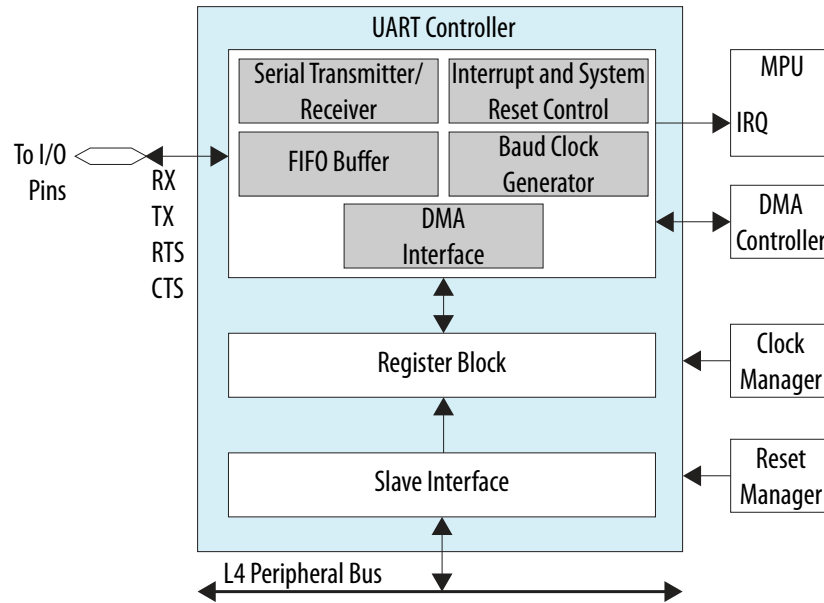 UART Controller
Serial Transmitter/
Receiver
Interrupt and System
Reset Control
FIFO Buffer
Baud Clock
Generator
DMA
Interface
To I/O
Pins
RX
TX
RTS
CTS
MPU
IRQ
DMA
Controller
Register Block
Clock
Manager
Slave Interface
Reset
Manager
L4 Peripheral Bus